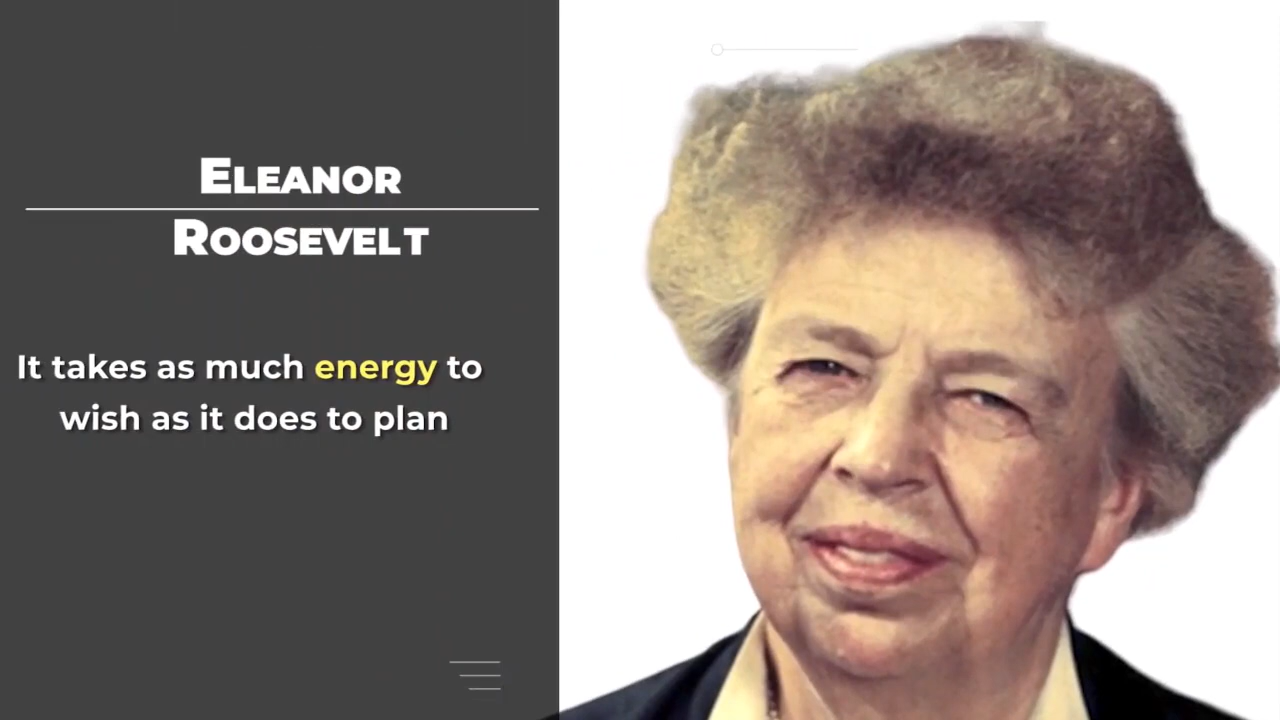 Eleanor
Roosevelt
It takes as much energy to
wish as it does to plan